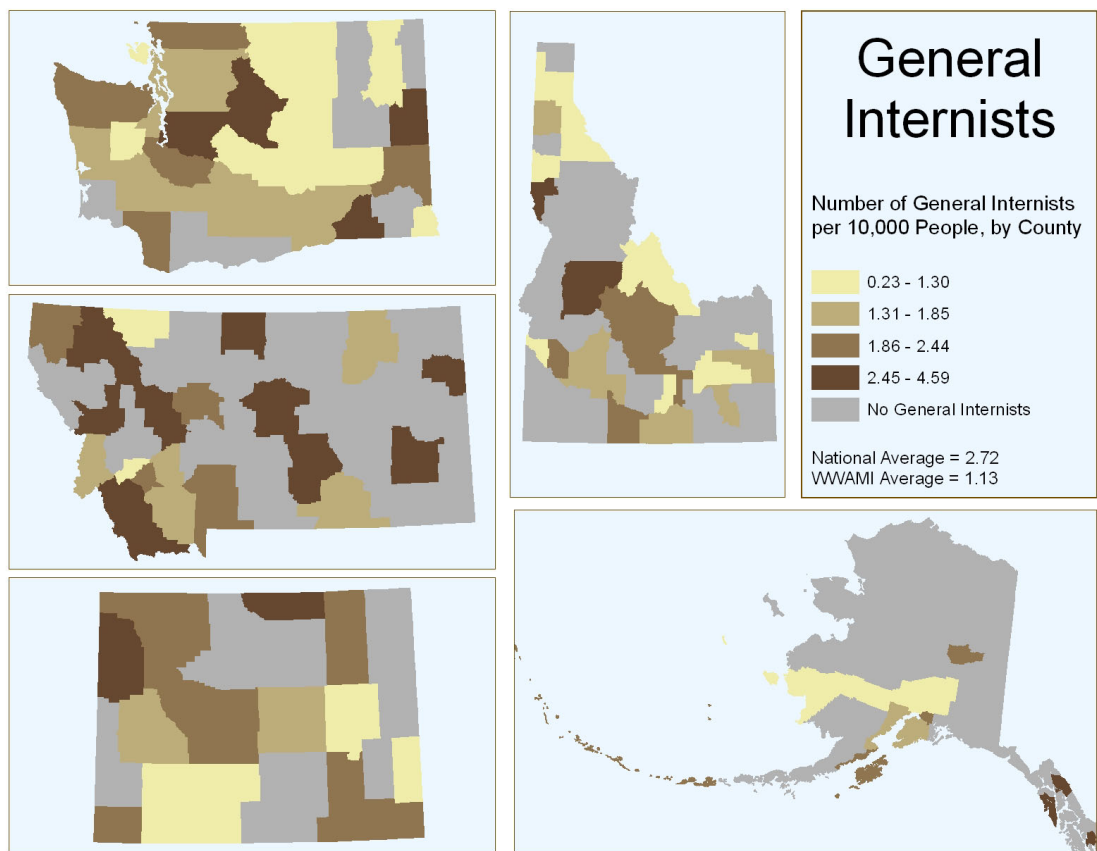 General
Internists
Number of General Internists
per 10,000 People, by County
0.23 - 1.30
1.31 - 1.85
1.86 - 2.44
2.45 - 4.59
No General Internists
National Average = 2.72
WWAMI Average = 1.13